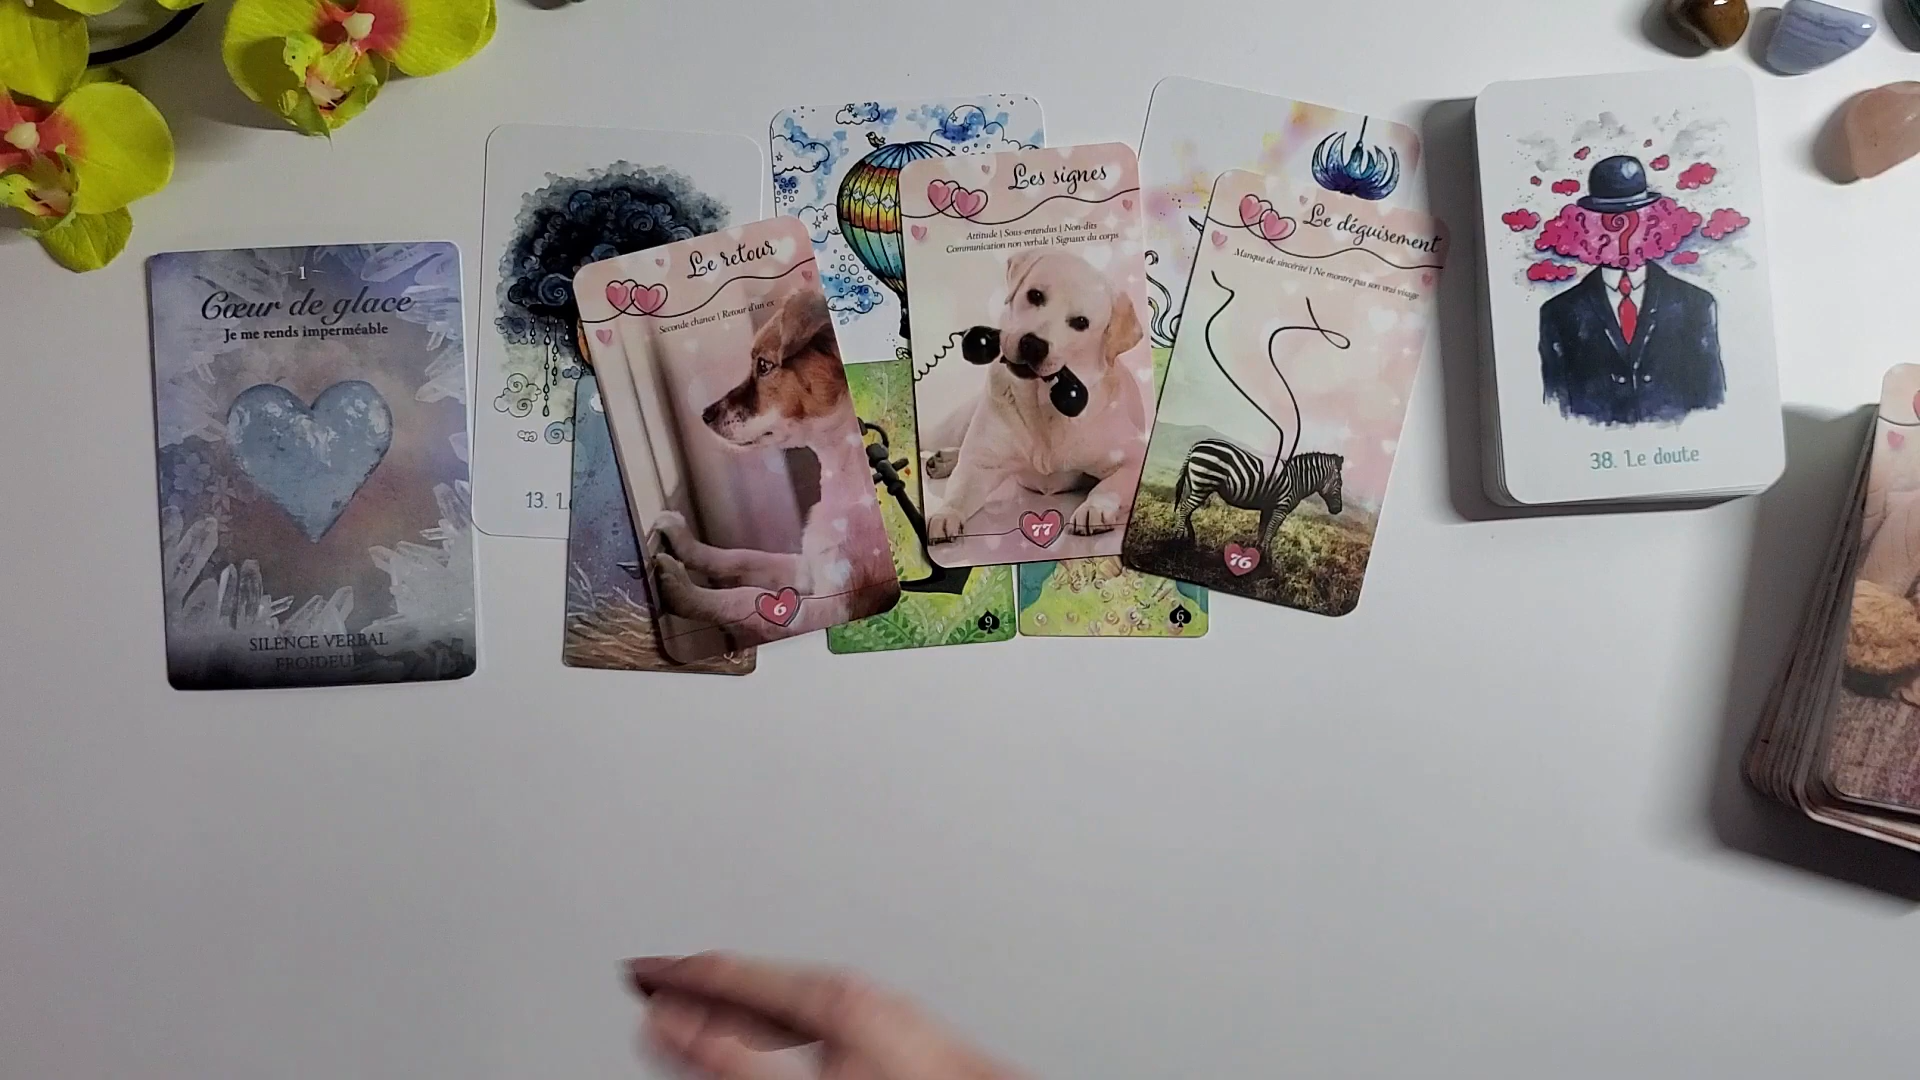 1
Cœur de glace
Je me rends imperméable
SILENCE VERBAL
FROIDEUR
13.
Le retour
Seconde chance | Retour d'un ex
6
9
Les signes
Attitude | Sous-entendus | Non-dits
Communication non verbale | Signaux du corps
77
6
Le déguisement
Manque de sincérité | Ne montre pas son vrai visage
76
38. Le doute